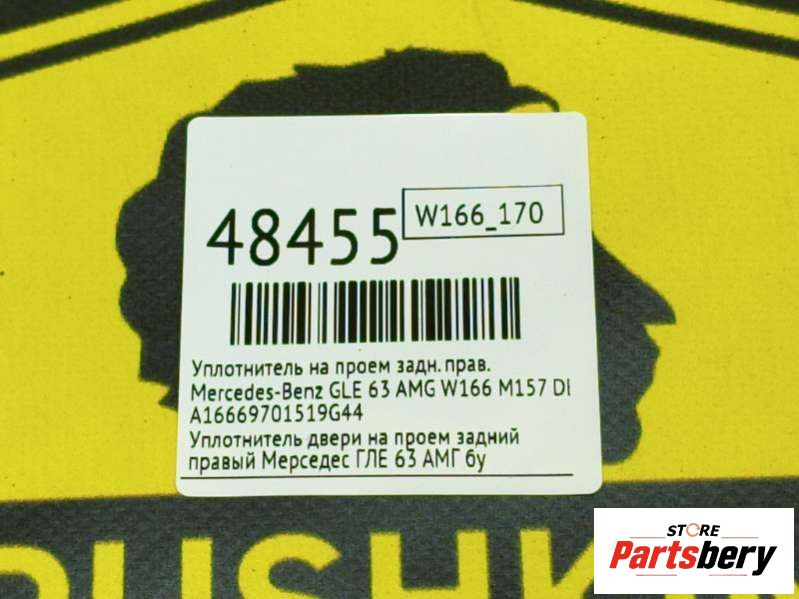 48455
W166_170
Уплотнитель на проем задн. прав.
Mercedes-Benz GLE 63 AMG W166 M157 DI
A16669701519G44
Уплотнитель двери на проем задний
правый Мерседес ГЛЕ 63 АМГ бу
STORE
Partsbery